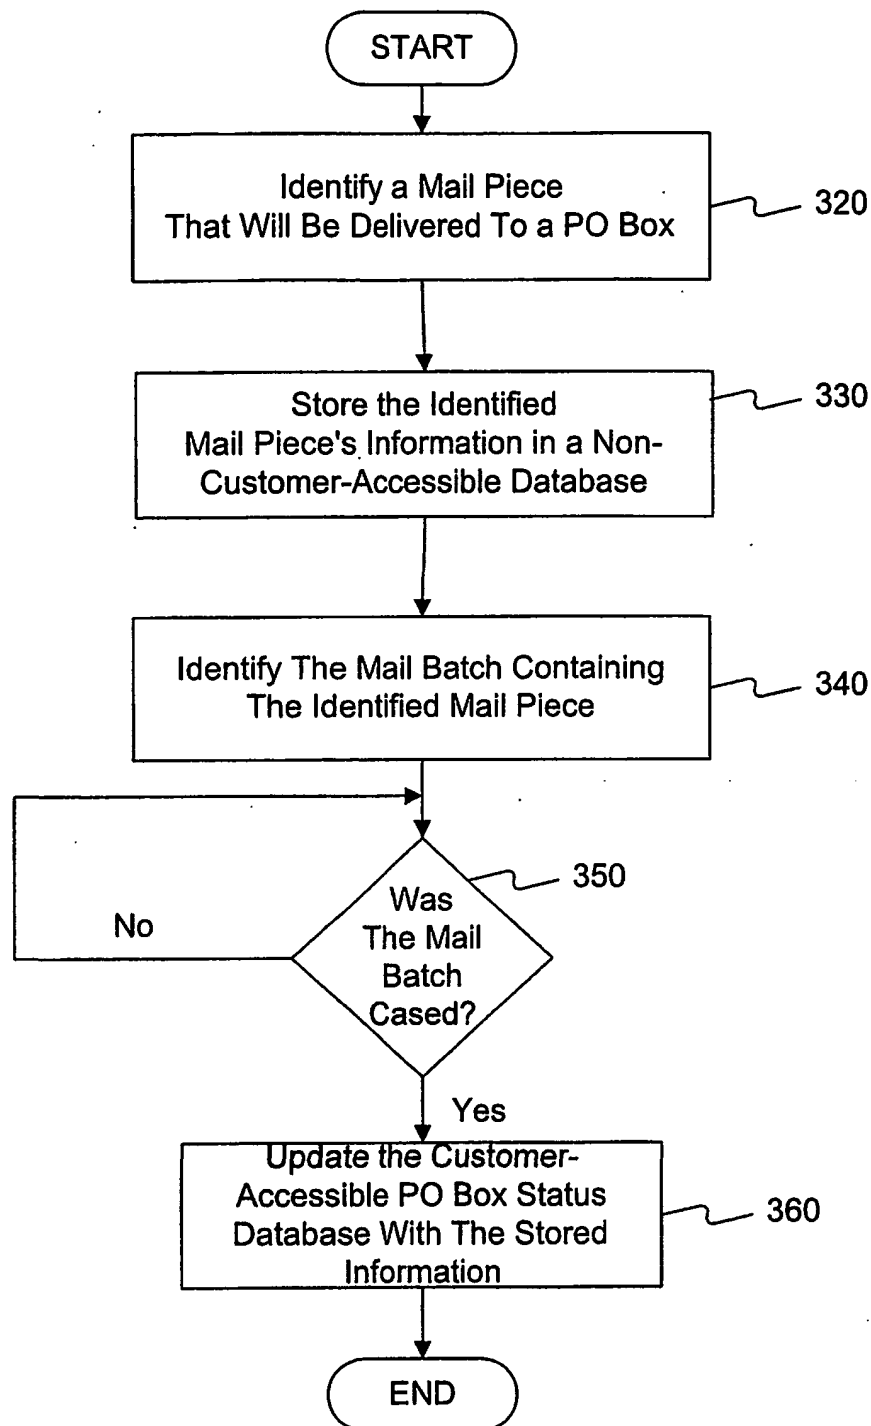 START
Identify a Mail Piece
That Will Be Delivered To a PO Box
320
Store the Identified
Mail Piece's Information in a Non-
Customer-Accessible Database
330
Identify The Mail Batch Containing
The Identified Mail Piece
340
350
Was
The Mail
Batch
Cased?
No
Yes
Update the Customer-
Accessible PO Box Status
Database With The Stored
Information
360
END